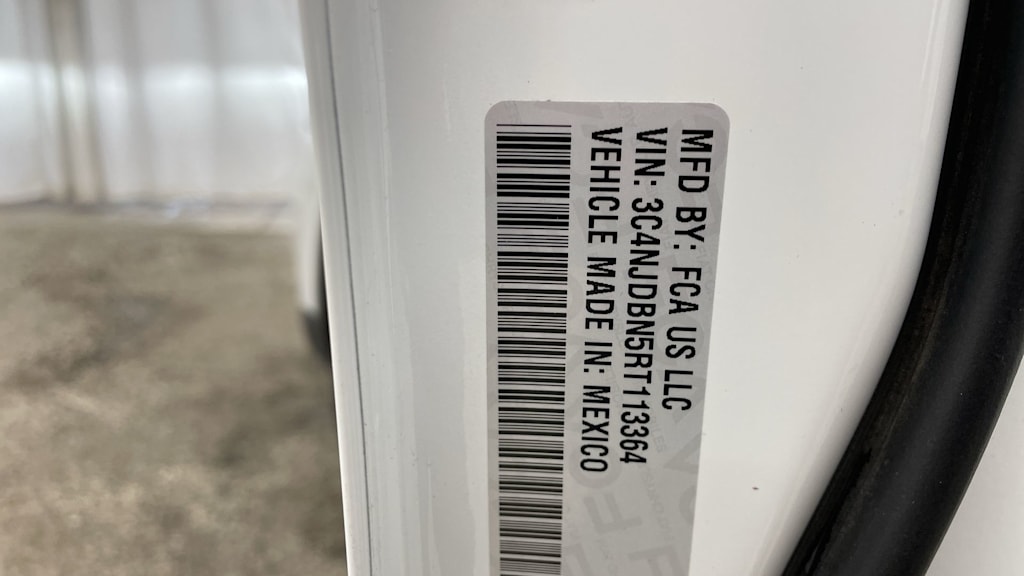 MFD BY: FCA US LLC
VIN: 3C4NJDBN5RT113364
VEHICLE MADE IN: MEXICO